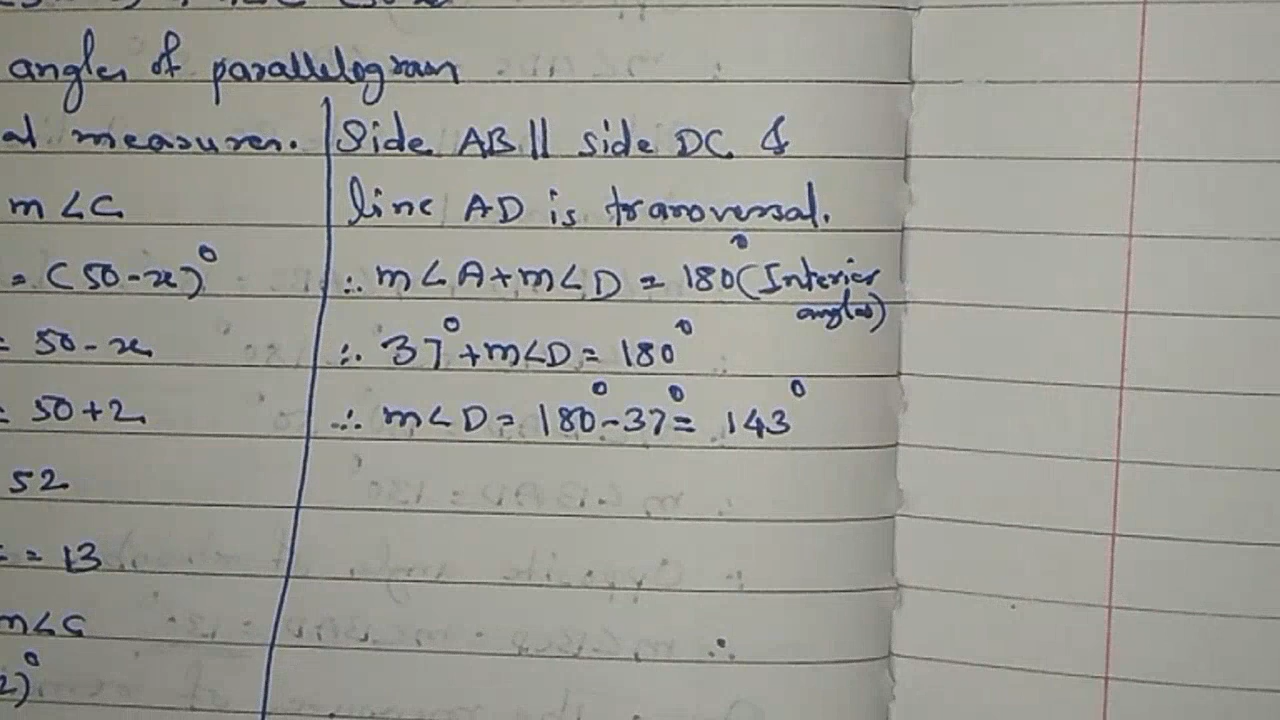 angles of parallelogram
al measures.
m∠C
= (50-x)°
= 50-x
= 50+2
52
= 13
m∠C
2)°
Side AB || side DC &
line AD is transversal.
∴ m∠A+m∠D = 180° (Interior
angles)
∴ 37°+m∠D = 180°
∴ m∠D = 180°-37° = 143°